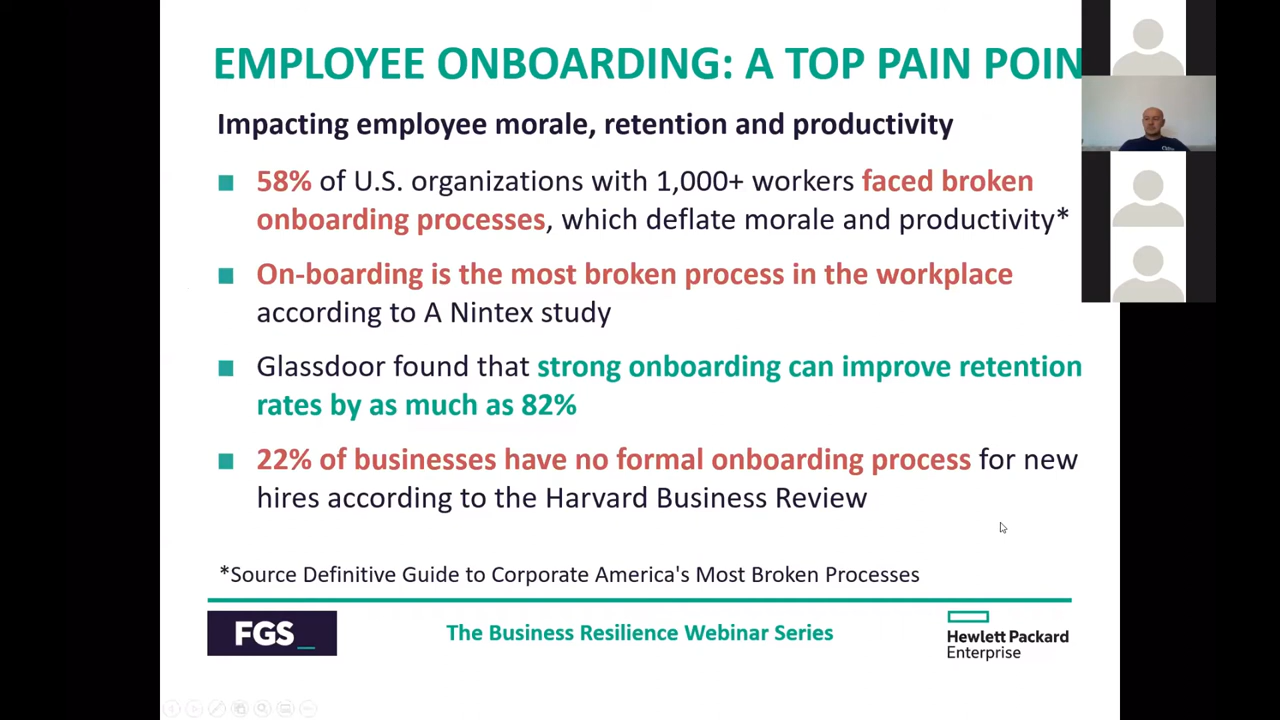 EMPLOYEE ONBOARDING: A TOP PAIN POIN
Impacting employee morale, retention and productivity
58% of U.S. organizations with 1,000+ workers faced broken
onboarding processes, which deflate morale and productivity*
On-boarding is the most broken process in the workplace
according to A Nintex study
Glassdoor found that strong onboarding can improve retention
rates by as much as 82%
22% of businesses have no formal onboarding process for new
hires according to the Harvard Business Review
*Source Definitive Guide to Corporate America's Most Broken Processes
FGS_
The Business Resilience Webinar Series
Hewlett Packard
Enterprise